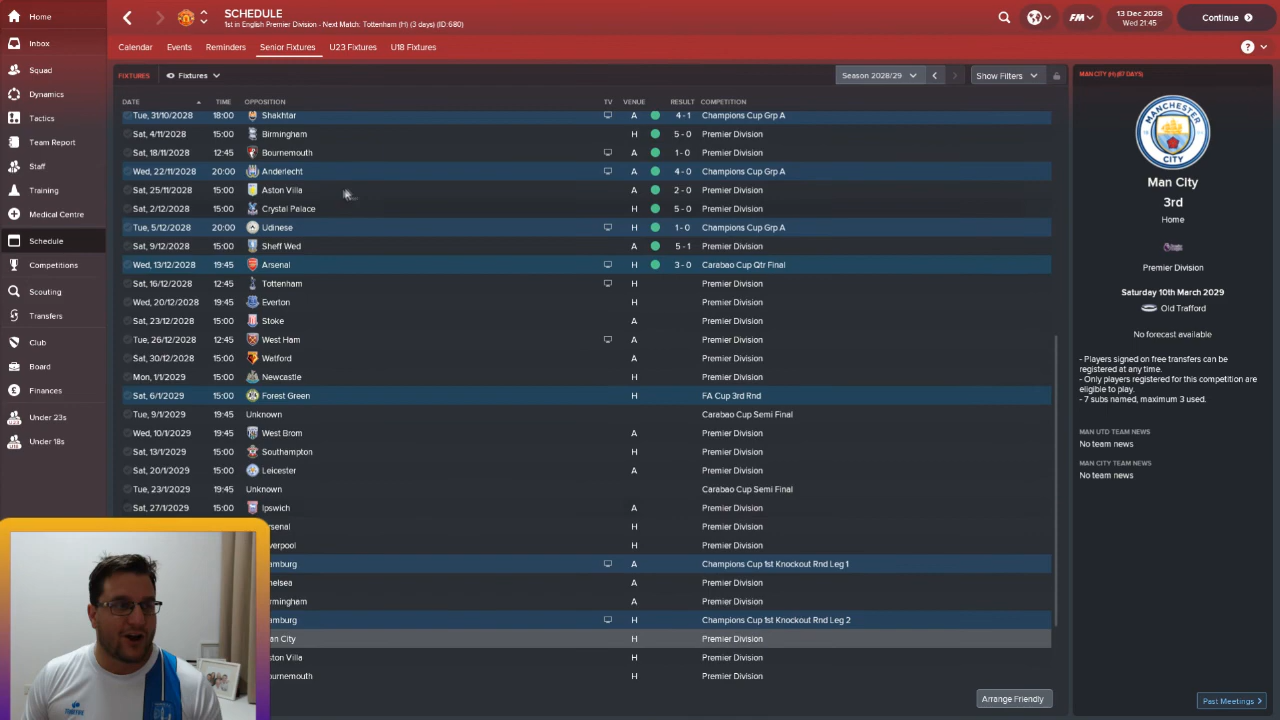 Home
Inbox
Squad
Dynamics
Tactics
Team Report
Staff
Training
Medical Centre
Schedule
Competitions
Scouting
Transfers
Club
Board
Finances
Under 23s
Under 18s
SCHEDULE
1st in English Premier Division - Next Match: Tottenham (H) (3 days) (ID:680)
FM
13 Dec 2028
Wed 21:45
Continue
Calendar Events Reminders Senior Fixtures U23 Fixtures U18 Fixtures
?
FIXTURES Fixtures Season 2028/29 Show Filters
DATE TIME OPPOSITION TV VENUE RESULT COMPETITION
Tue, 31/10/2028 18:00 Shakhtar A 4 - 1 Champions Cup Grp A
Sat, 4/11/2028 15:00 Birmingham H 5 - 0 Premier Division
Sat, 18/11/2028 12:45 Bournemouth A 1 - 0 Premier Division
Wed, 22/11/2028 20:00 Anderlecht A 4 - 0 Champions Cup Grp A
Sat, 25/11/2028 15:00 Aston Villa A 2 - 0 Premier Division
Sat, 2/12/2028 15:00 Crystal Palace H 5 - 0 Premier Division
Tue, 5/12/2028 20:00 Udinese H 1 - 0 Champions Cup Grp A
Sat, 9/12/2028 15:00 Sheff Wed A 5 - 1 Premier Division
Wed, 13/12/2028 19:45 Arsenal H 3 - 0 Carabao Cup Qtr Final
Sat, 16/12/2028 12:45 Tottenham H Premier Division
Wed, 20/12/2028 19:45 Everton H Premier Division
Sat, 23/12/2028 15:00 Stoke A Premier Division
Tue, 26/12/2028 12:45 West Ham A Premier Division
Sat, 30/12/2028 15:00 Watford A Premier Division
Mon, 1/1/2029 15:00 Newcastle H Premier Division
Sat, 6/1/2029 15:00 Forest Green H FA Cup 3rd Rnd
Tue, 9/1/2029 19:45 Unknown Carabao Cup Semi Final
Wed, 10/1/2029 19:45 West Brom A Premier Division
Sat, 13/1/2029 15:00 Southampton H Premier Division
Sat, 20/1/2029 15:00 Leicester A Premier Division
Tue, 23/1/2029 19:45 Unknown Carabao Cup Semi Final
Sat, 27/1/2029 15:00 Ipswich A Premier Division
rsenal H Premier Division
verpool H Premier Division
amburg A Champions Cup 1st Knockout Rnd Leg 1
helsea A Premier Division
rmingham A Premier Division
amburg H Champions Cup 1st Knockout Rnd Leg 2
an City H Premier Division
ston Villa H Premier Division
ournemouth H Premier Division
Arrange Friendly
MAN CITY (H) (87 DAYS)
MANCHESTER
CITY
Man City
3rd
Home
Premier Division
Saturday 10th March 2029
Old Trafford
No forecast available
- Players signed on free transfers can be
registered at any time.
- Only players registered for this competition are
eligible to play.
- 7 subs named, maximum 3 used.
MAN UTD TEAM NEWS
No team news
MAN CITY TEAM NEWS
No team news
Past Meetings